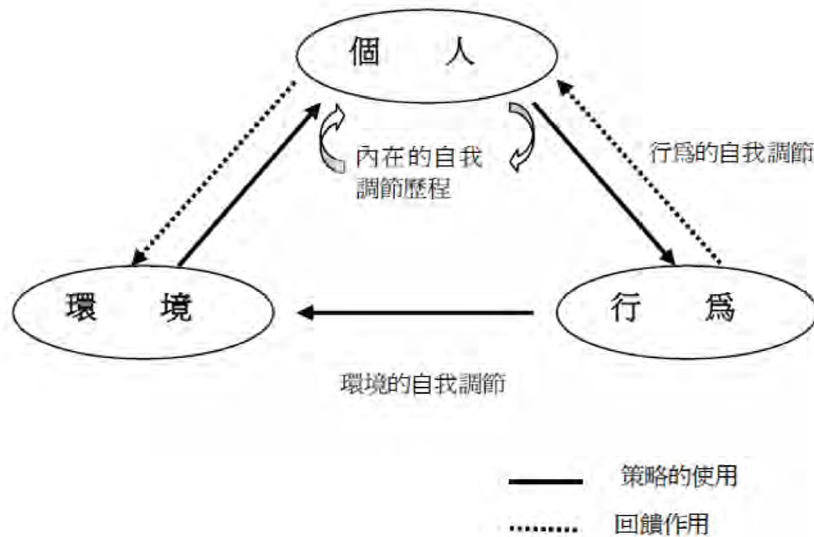 個 人
內在的自我
調節歷程
行爲的自我調節
環 境
行 爲
環境的自我調節
策略的使用
回饋作用